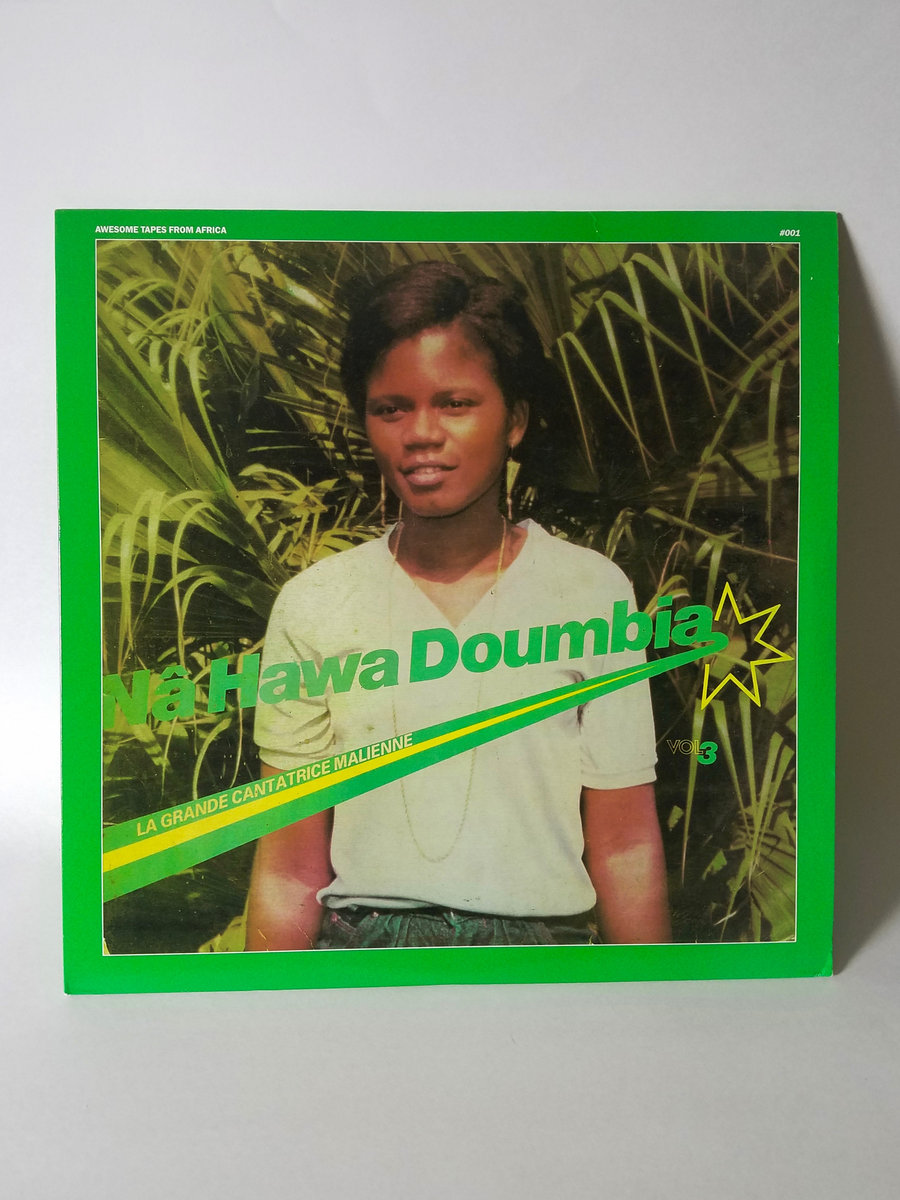 AWESOME TAPES FROM AFRICA
#001
Nâ Hawa Doumbia
LA GRANDE CANTATRICE MALIENNE
VOL 3